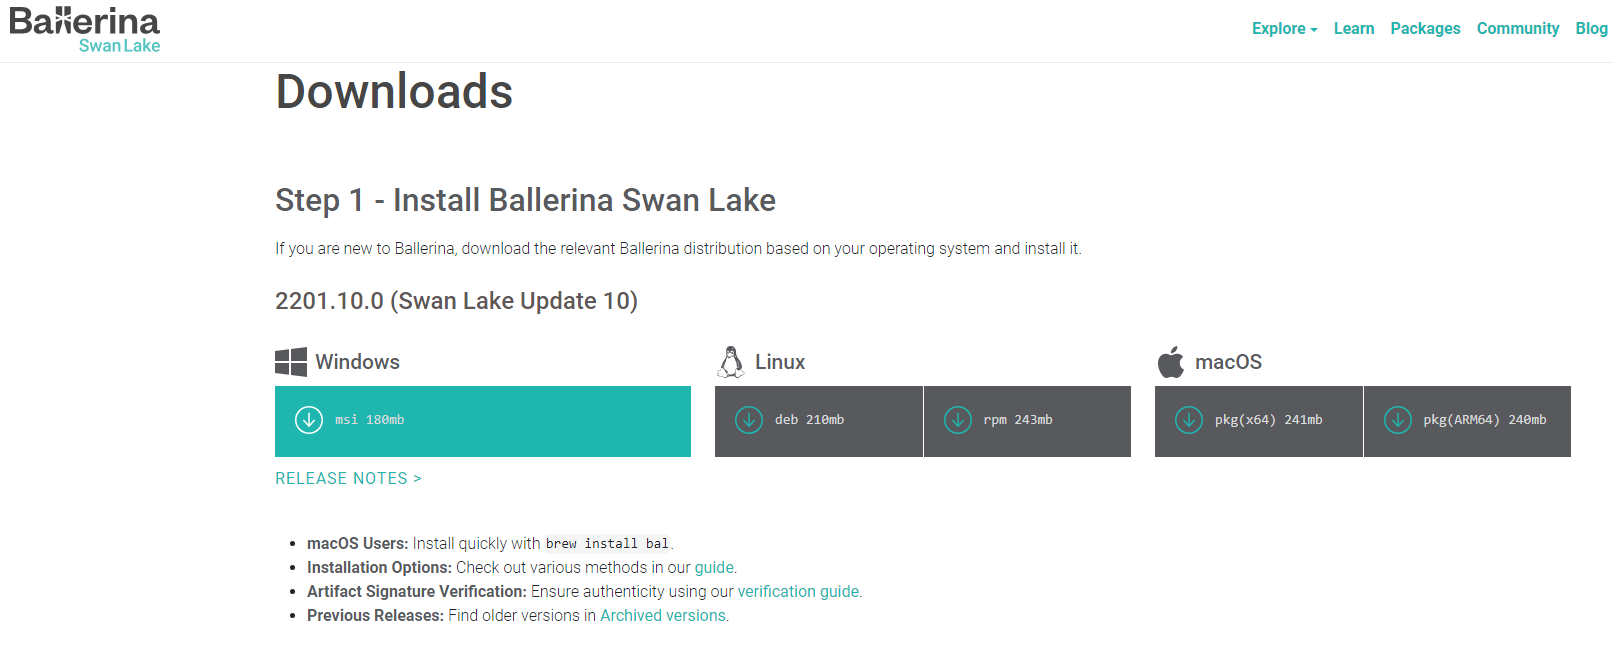 Ballerina
Swan Lake
Explore Learn Packages Community Blog
Downloads
Step 1 - Install Ballerina Swan Lake
If you are new to Ballerina, download the relevant Ballerina distribution based on your operating system and install it.
2201.10.0 (Swan Lake Update 10)
Windows Linux macOS
msi 180mb deb 210mb rpm 243mb pkg(x64) 241mb pkg(ARM64) 240mb
RELEASE NOTES >
macOS Users: Install quickly with brew install bal.
Installation Options: Check out various methods in our guide.
Artifact Signature Verification: Ensure authenticity using our verification guide.
Previous Releases: Find older versions in Archived versions.